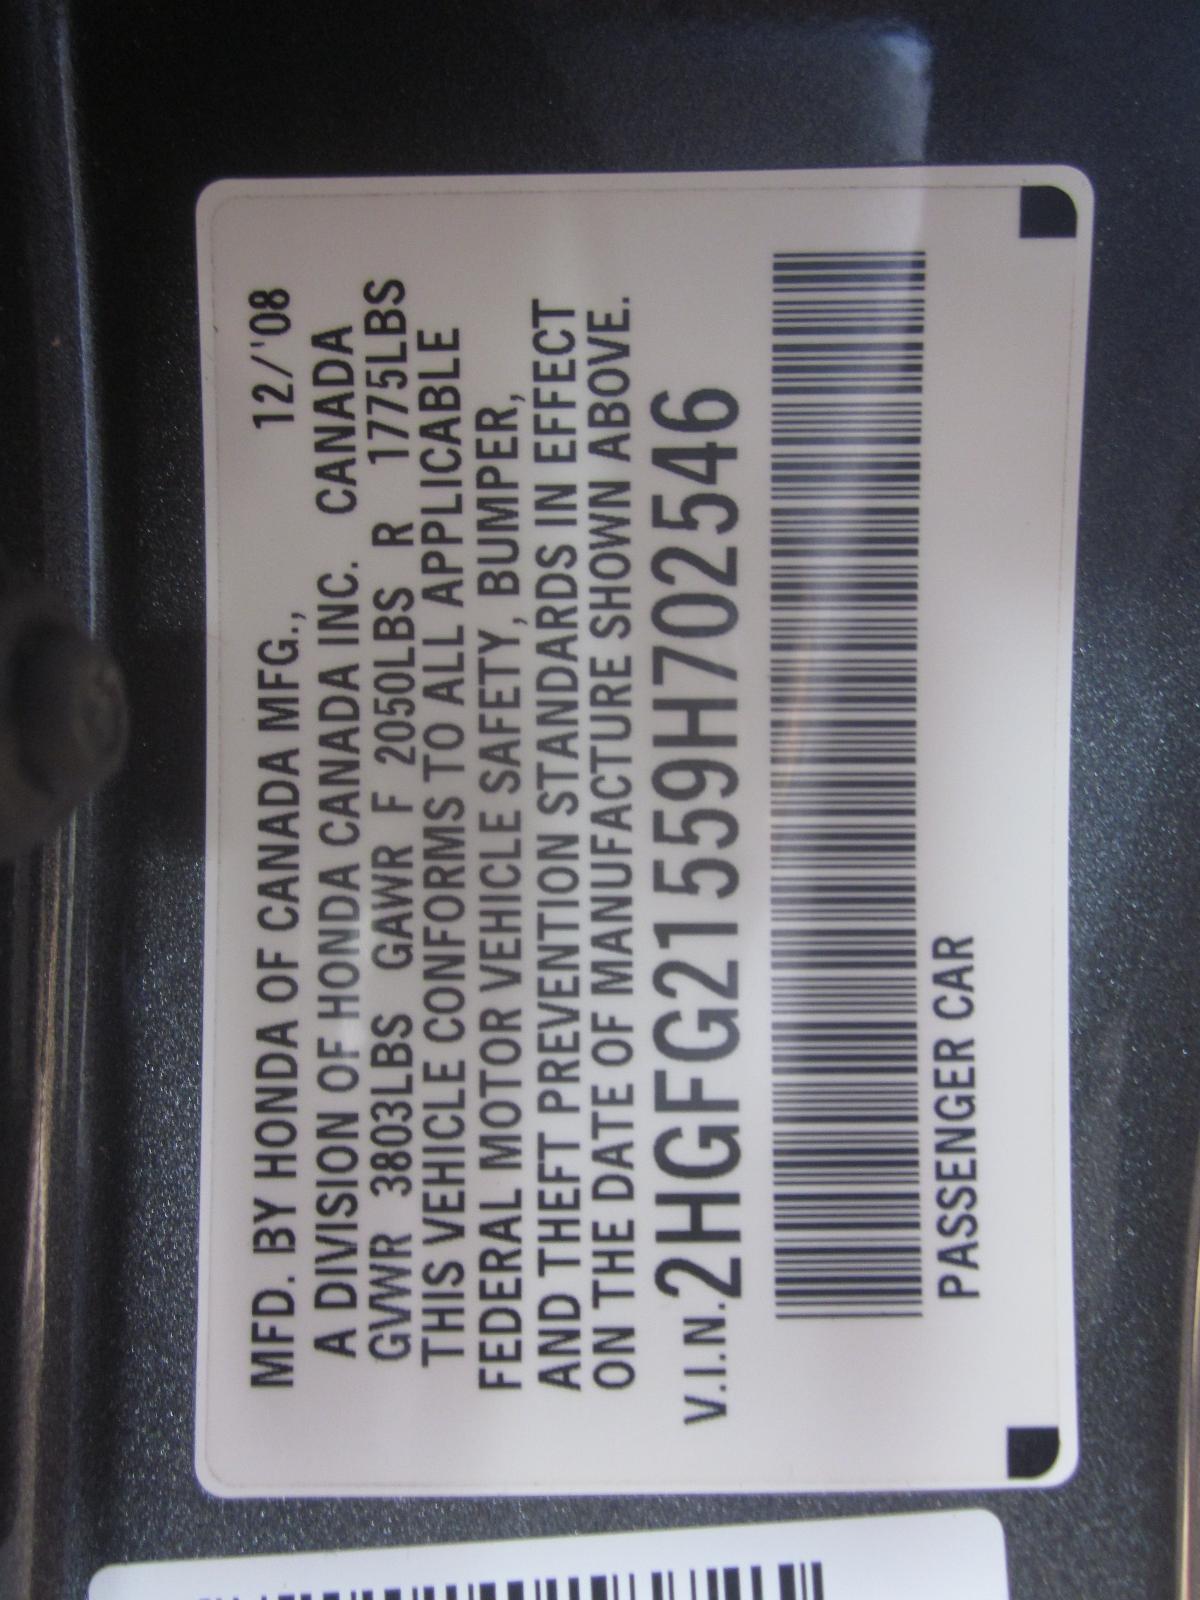 MFD. BY HONDA OF CANADA MFG., 12/'08
A DIVISION OF HONDA CANADA INC. CANADA
GVWR 3803LBS GAWR F 2050LBS R 1775LBS
THIS VEHICLE CONFORMS TO ALL APPLICABLE
FEDERAL MOTOR VEHICLE SAFETY, BUMPER,
AND THEFT PREVENTION STANDARDS IN EFFECT
ON THE DATE OF MANUFACTURE SHOWN ABOVE.
V.I.N. 2HGFG21559H702546
PASSENGER CAR